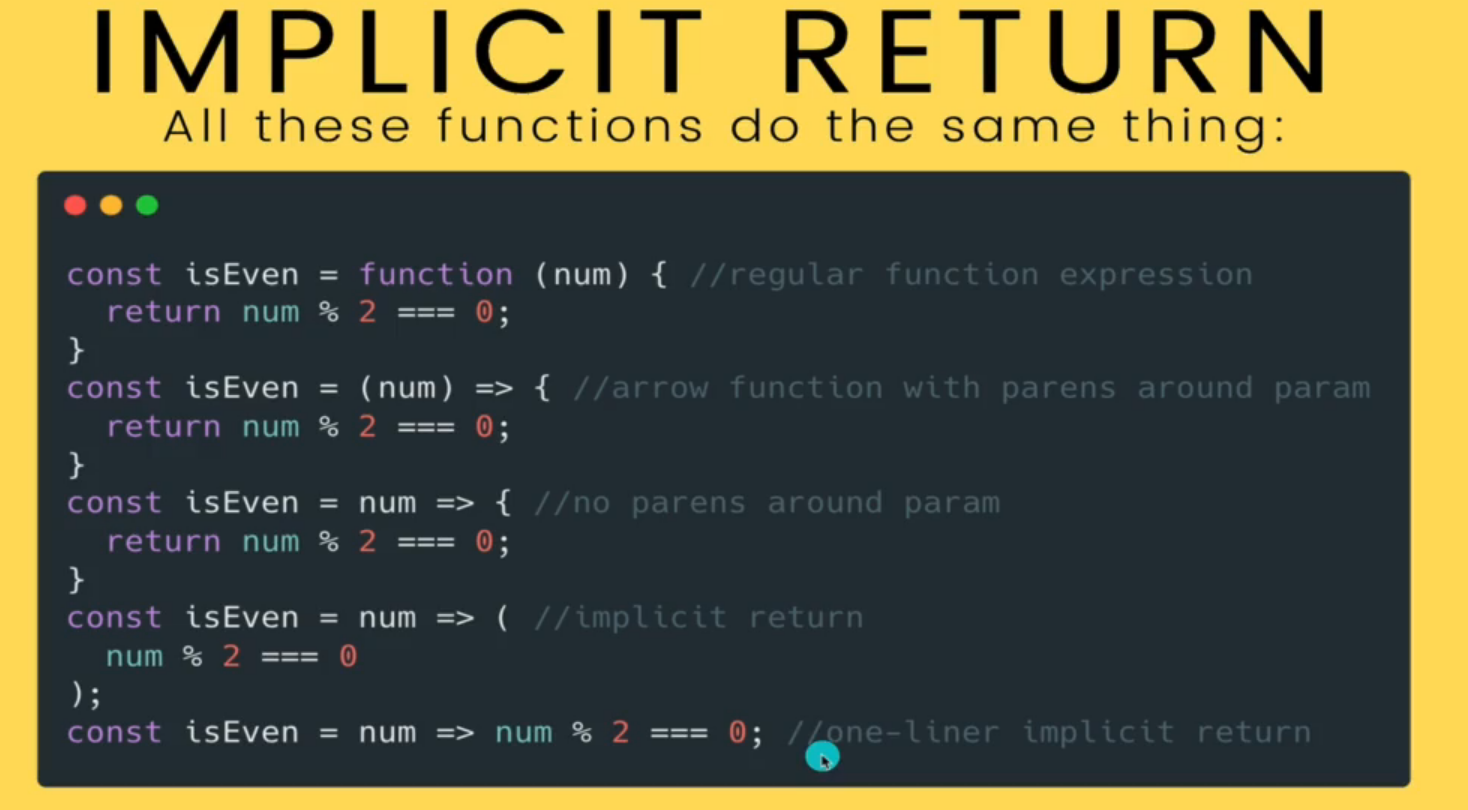 IMPLICIT RETURN
All these functions do the same thing:
const isEven = function (num) { //regular function expression
  return num % 2 === 0;
}
const isEven = (num) => { //arrow function with parens around param
  return num % 2 === 0;
}
const isEven = num => { //no parens around param
  return num % 2 === 0;
}
const isEven = num => ( //implicit return
  num % 2 === 0
);
const isEven = num => num % 2 === 0; //one-liner implicit return